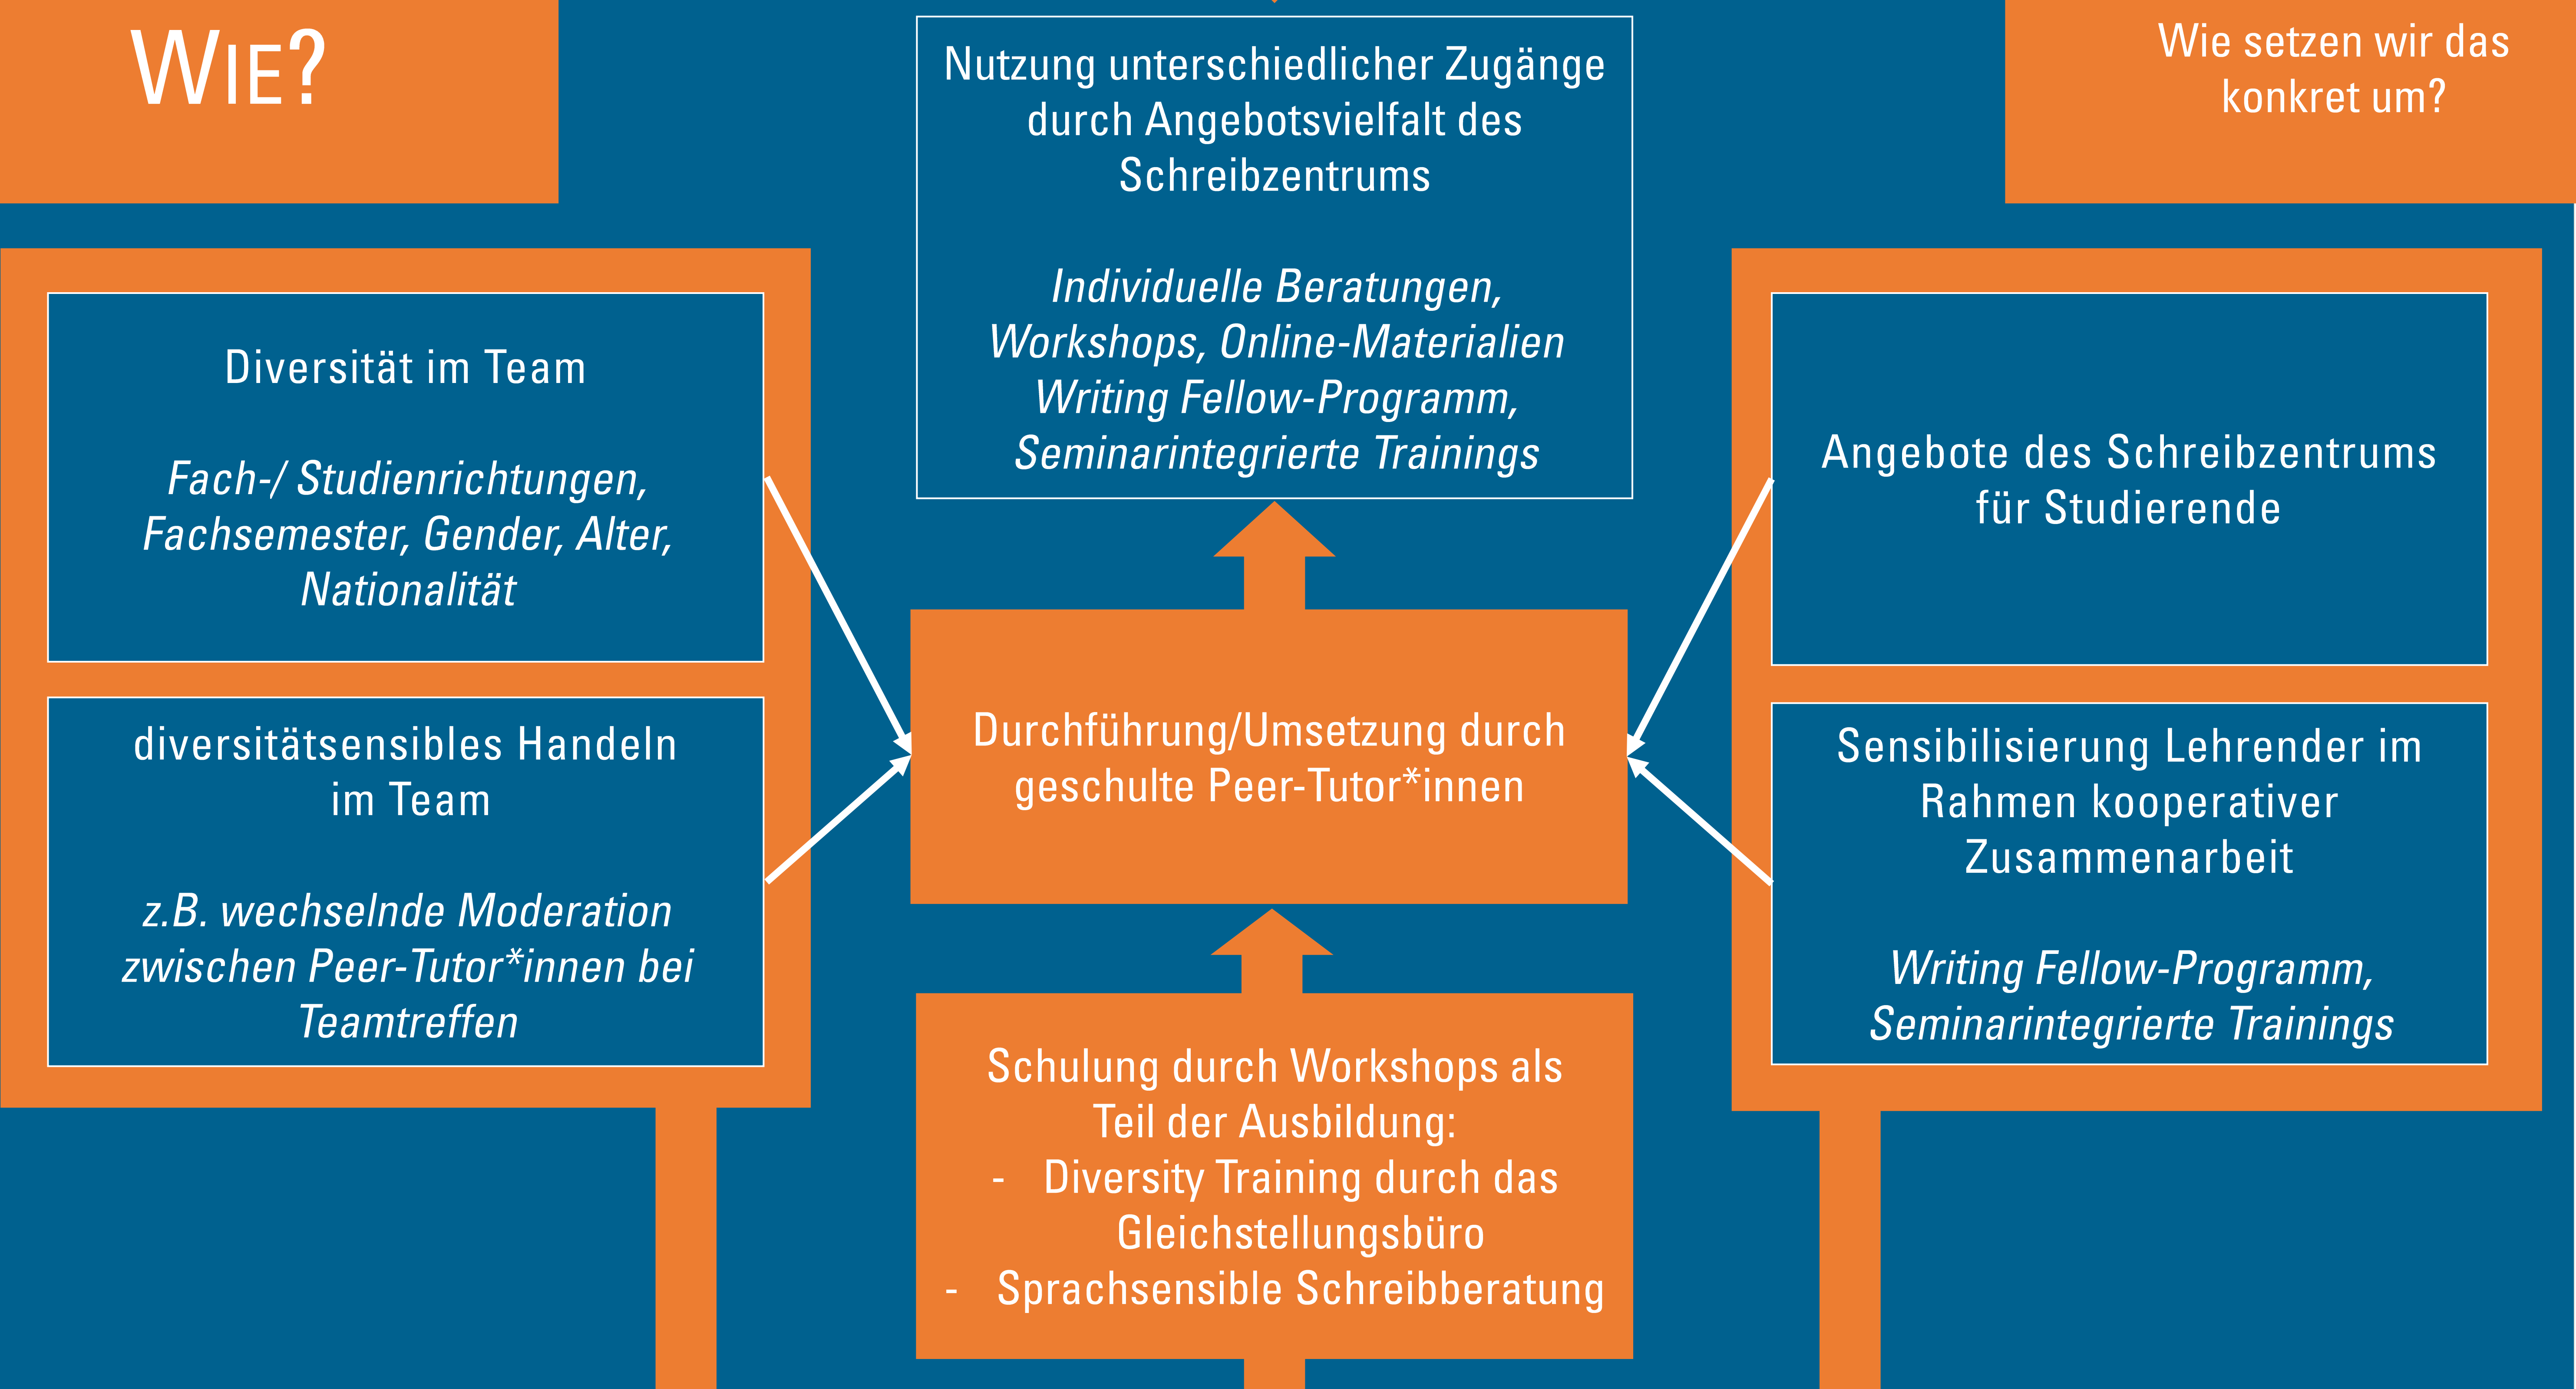 WIE?
Wie setzen wir das
konkret um?
Nutzung unterschiedlicher Zugänge
durch Angebotsvielfalt des
Schreibzentrums
Individuelle Beratungen,
Workshops, Online-Materialien
Writing Fellow-Programm,
Seminarintegrierte Trainings
Diversität im Team
Fach-/ Studienrichtungen,
Fachsemester, Gender, Alter,
Nationalität
diversitätsensibles Handeln
im Team
z.B. wechselnde Moderation
zwischen Peer-Tutor*innen bei
Teamtreffen
Durchführung/Umsetzung durch
geschulte Peer-Tutor*innen
Schulung durch Workshops als
Teil der Ausbildung:
- Diversity Training durch das
Gleichstellungsbüro
- Sprachsensible Schreibberatung
Angebote des Schreibzentrums
für Studierende
Sensibilisierung Lehrender im
Rahmen kooperativer
Zusammenarbeit
Writing Fellow-Programm,
Seminarintegrierte Trainings